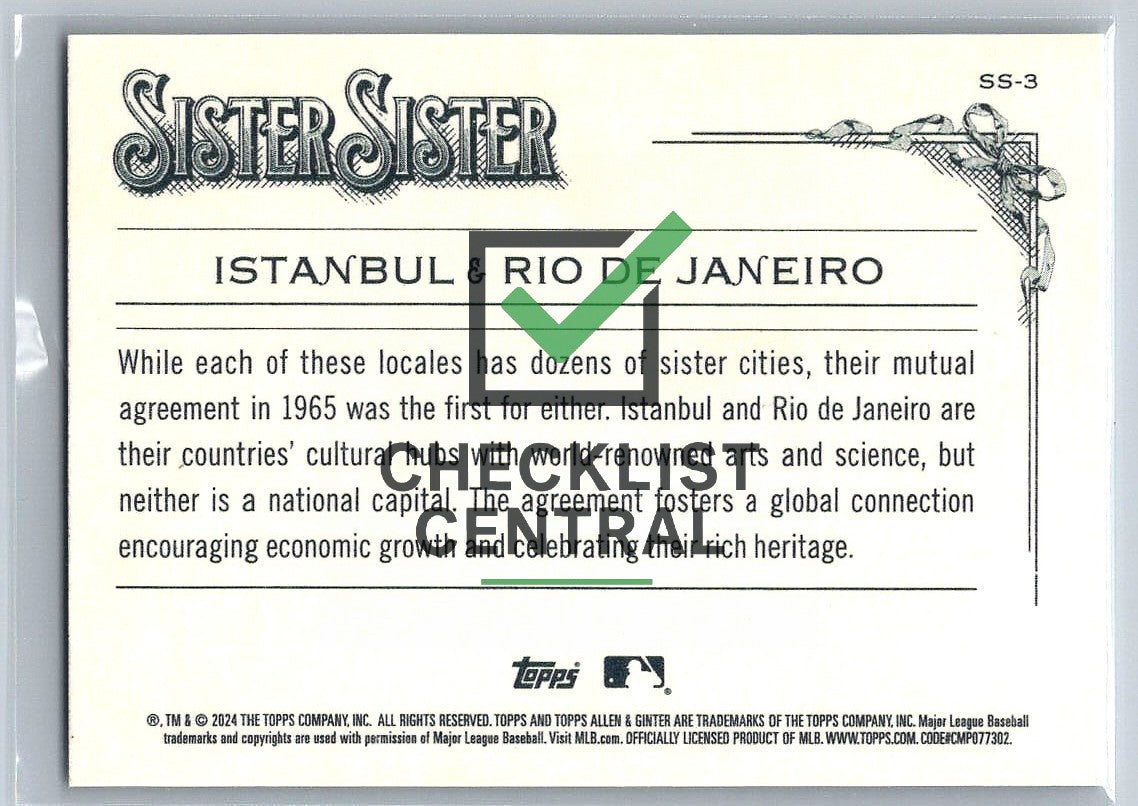 SISTER SISTER
SS-3
ISTANBUL & RIO DE JANEIRO
While each of these locales has dozens of sister cities, their mutual
agreement in 1965 was the first for either. Istanbul and Rio de Janeiro are
their countries' cultural hubs with world-renowned arts and science, but
neither is a national capital. The agreement fosters a global connection
encouraging economic growth and celebrating their rich heritage.
CHECKLIST
CENTRAL
topps ®
®, TM & © 2024 THE TOPPS COMPANY, INC. ALL RIGHTS RESERVED. TOPPS AND TOPPS ALLEN & GINTER ARE TRADEMARKS OF THE TOPPS COMPANY, INC. Major League Baseball
trademarks and copyrights are used with permission of Major League Baseball. Visit MLB.com. OFFICIALLY LICENSED PRODUCT OF MLB. WWW.TOPPS.COM. CODE#CMP077302.